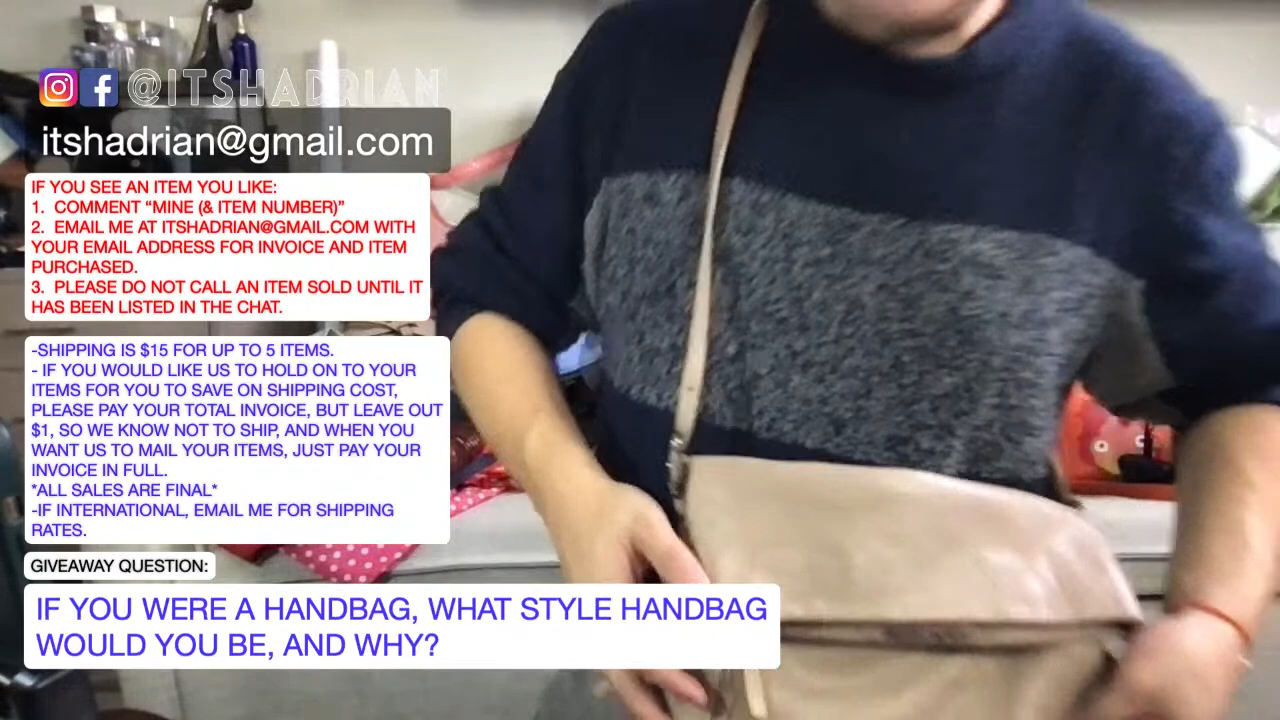 @ITSHADRIAN
itshadrian@gmail.com
IF YOU SEE AN ITEM YOU LIKE:
1.  COMMENT “MINE (& ITEM NUMBER)”
2.  EMAIL ME AT ITSHADRIAN@GMAIL.COM WITH
YOUR EMAIL ADDRESS FOR INVOICE AND ITEM
PURCHASED.
3.  PLEASE DO NOT CALL AN ITEM SOLD UNTIL IT
HAS BEEN LISTED IN THE CHAT.
-SHIPPING IS $15 FOR UP TO 5 ITEMS.
- IF YOU WOULD LIKE US TO HOLD ON TO YOUR
ITEMS FOR YOU TO SAVE ON SHIPPING COST,
PLEASE PAY YOUR TOTAL INVOICE, BUT LEAVE OUT
$1, SO WE KNOW NOT TO SHIP, AND WHEN YOU
WANT US TO MAIL YOUR ITEMS, JUST PAY YOUR
INVOICE IN FULL.
*ALL SALES ARE FINAL*
-IF INTERNATIONAL, EMAIL ME FOR SHIPPING
RATES.
GIVEAWAY QUESTION:
IF YOU WERE A HANDBAG, WHAT STYLE HANDBAG
WOULD YOU BE, AND WHY?